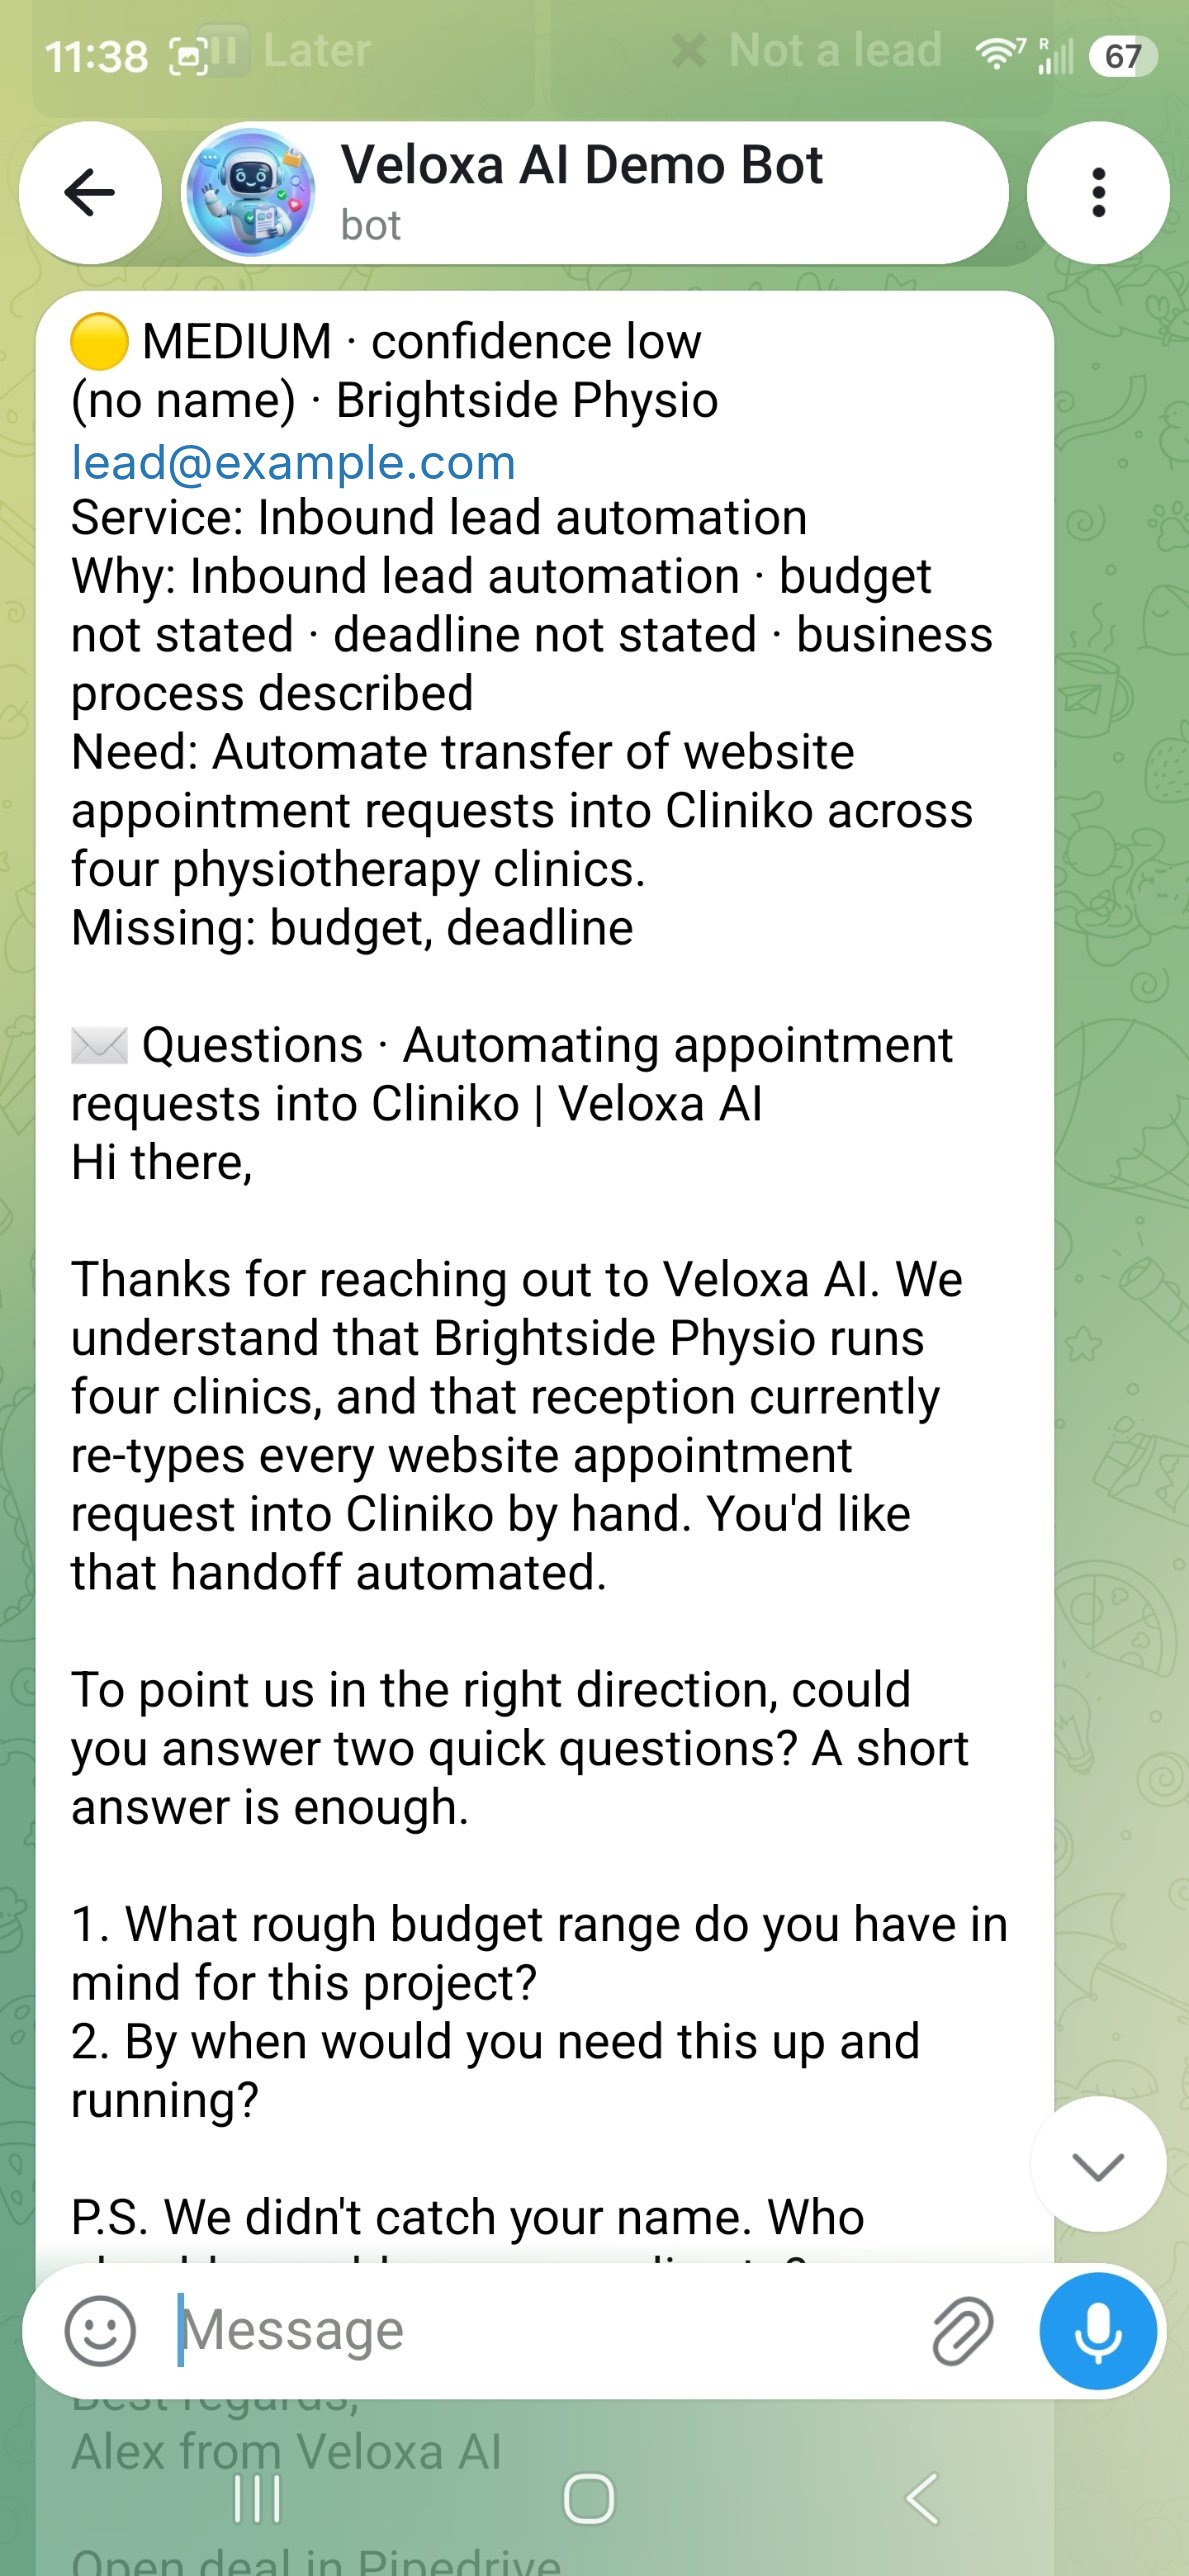 11:38
67
Later
Not a lead
Veloxa AI Demo Bot
bot
MEDIUM · confidence low
(no name) · Brightside Physio
lead@example.com
Service: Inbound lead automation
Why: Inbound lead automation · budget
not stated · deadline not stated · business
process described
Need: Automate transfer of website
appointment requests into Cliniko across
four physiotherapy clinics.
Missing: budget, deadline
Questions · Automating appointment
requests into Cliniko | Veloxa AI
Hi there,
Thanks for reaching out to Veloxa AI. We
understand that Brightside Physio runs
four clinics, and that reception currently
re-types every website appointment
request into Cliniko by hand. You'd like
that handoff automated.
To point us in the right direction, could
you answer two quick questions? A short
answer is enough.
1. What rough budget range do you have in
mind for this project?
2. By when would you need this up and
running?
P.S. We didn't catch your name. Who
Message
Best regards,
Alex from Veloxa AI
Open deal in Pipedrive